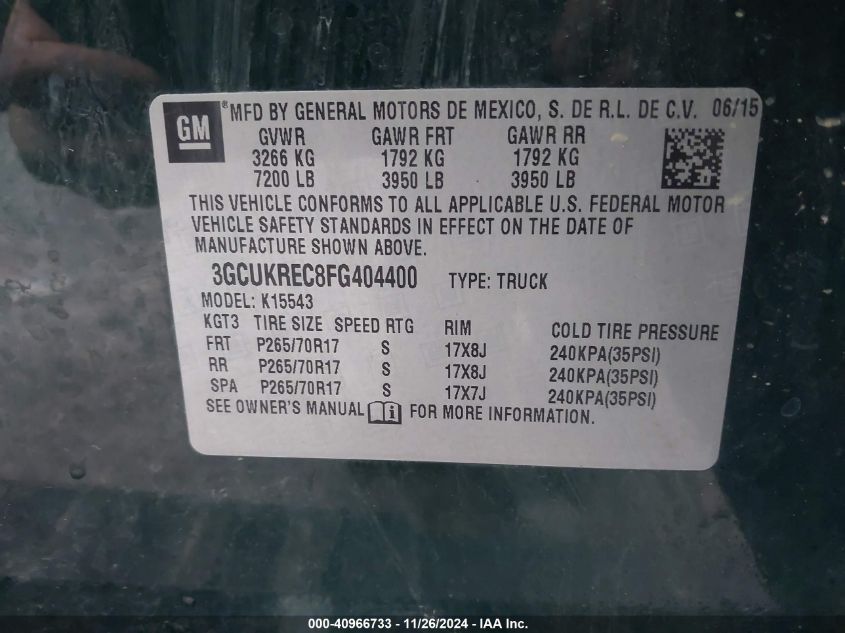 GM ®MFD BY GENERAL MOTORS DE MEXICO, S. DE R.L. DE C.V. 06/15
GVWR GAWR FRT GAWR RR
3266 KG 1792 KG 1792 KG
7200 LB 3950 LB 3950 LB
THIS VEHICLE CONFORMS TO ALL APPLICABLE U.S. FEDERAL MOTOR
VEHICLE SAFETY STANDARDS IN EFFECT ON THE DATE OF
MANUFACTURE SHOWN ABOVE.
3GCUKREC8FG404400 TYPE: TRUCK
MODEL: K15543
KGT3 TIRE SIZE SPEED RTG RIM COLD TIRE PRESSURE
FRT P265/70R17 S 17X8J 240KPA(35PSI)
RR P265/70R17 S 17X8J 240KPA(35PSI)
SPA P265/70R17 S 17X7J 240KPA(35PSI)
SEE OWNER'S MANUAL i FOR MORE INFORMATION.
000-40966733 - 11/26/2024 - IAA Inc.